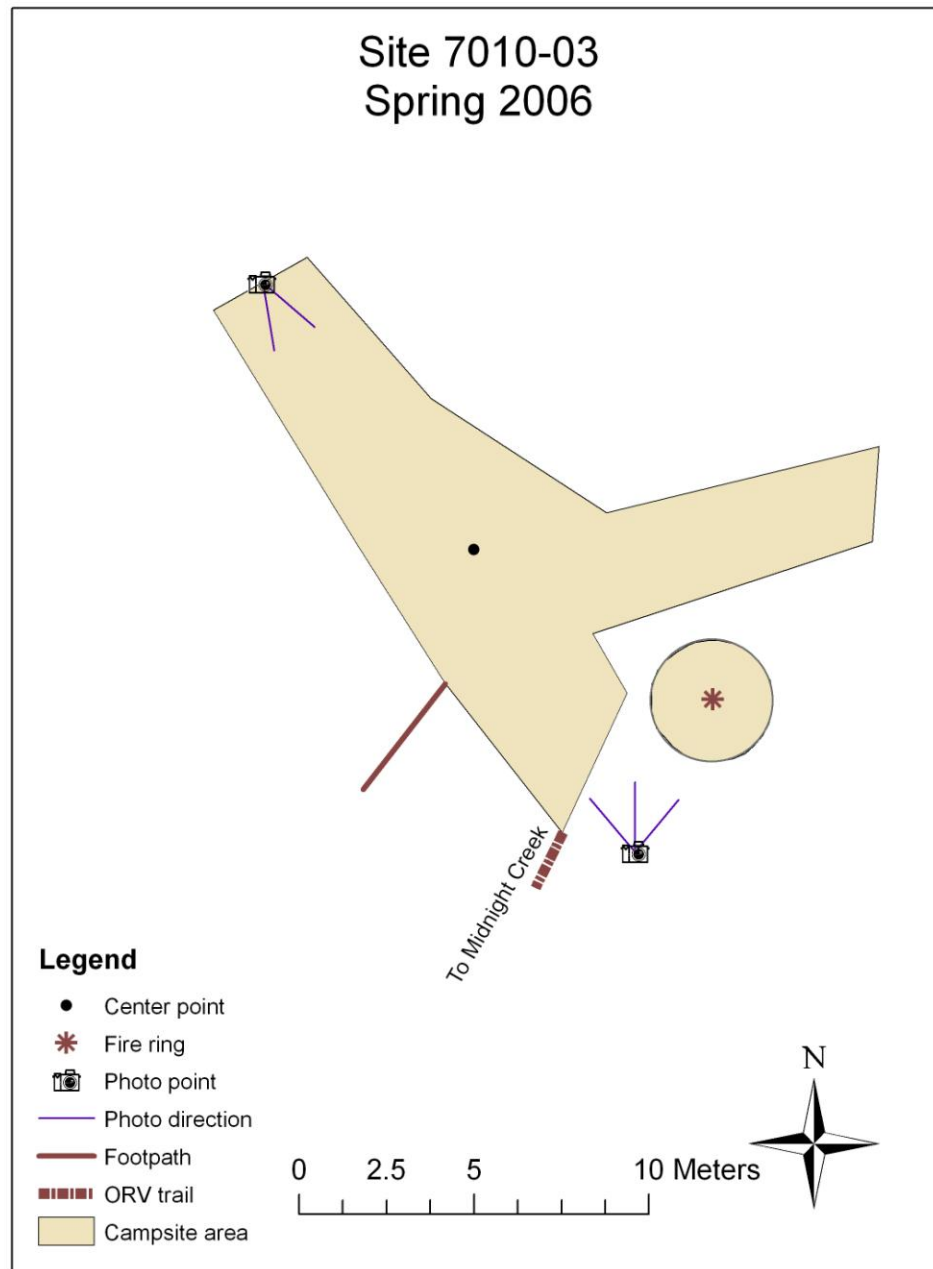 Site 7010-03
Spring 2006
To Midnight Creek
Legend
Center point
Fire ring
Photo point
Photo direction
Footpath
ORV trail
Campsite area
N
0 2.5 5 10 Meters